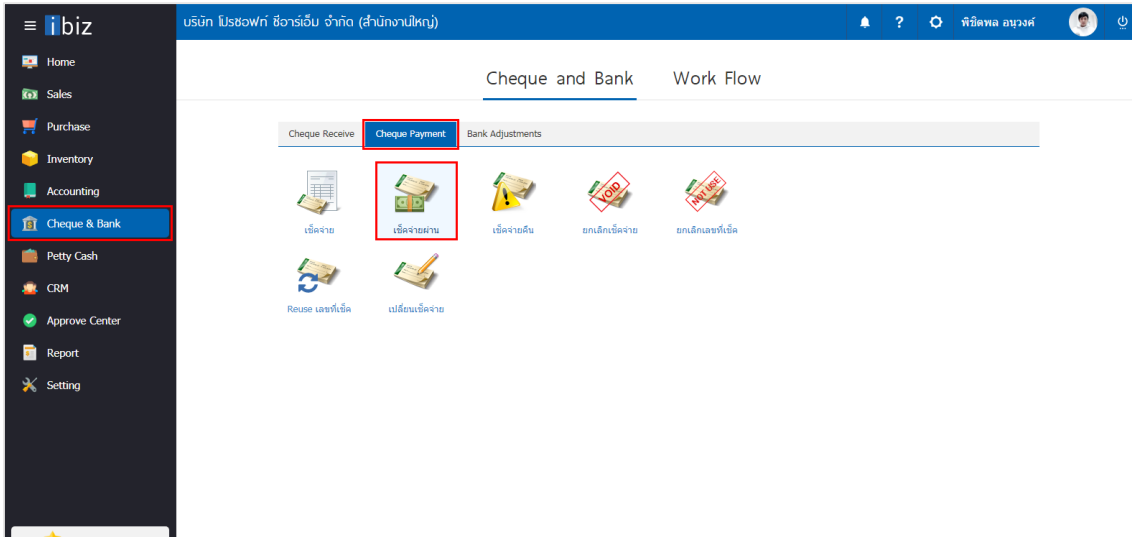 ibiz
บริษัท โปรซอฟท์ ซีอาร์เอ็ม จำกัด (สำนักงานใหญ่)
?
พิชิตพล อนุวงค์
Home
Sales
Purchase
Inventory
Accounting
Cheque & Bank
Petty Cash
CRM
Approve Center
Report
Setting
Cheque and Bank Work Flow
Cheque Receive Cheque Payment Bank Adjustments
VOID NOT USE
เช็คจ่าย เช็คจ่ายผ่าน เช็คจ่ายคืน ยกเลิกเช็คจ่าย ยกเลิกเลขที่เช็ค
Reuse เลขที่เช็ค เปลี่ยนเช็คจ่าย